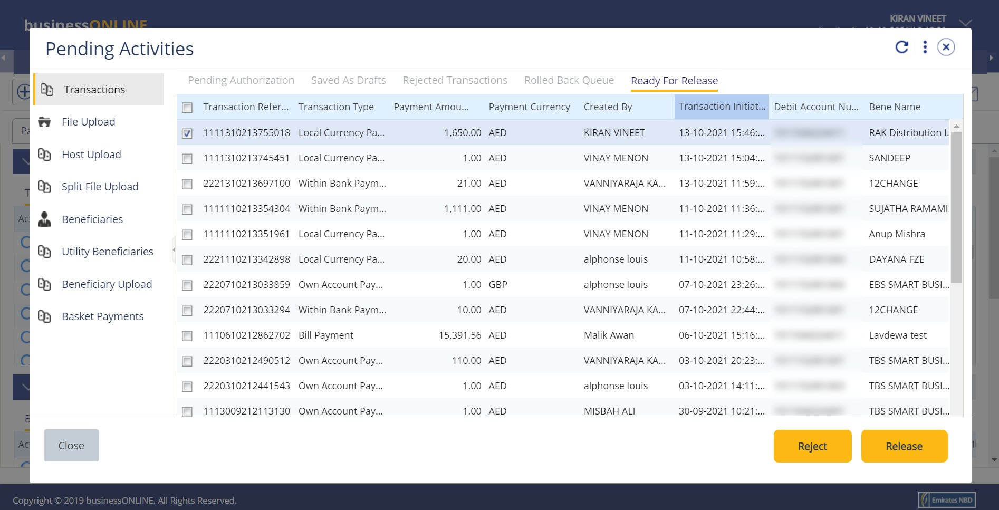 businessONLINE
KIRAN VINEET
Pending Activities
Transactions
File Upload
Host Upload
Split File Upload
Beneficiaries
Utility Beneficiaries
Beneficiary Upload
Basket Payments
Pending Authorization Saved As Drafts Rejected Transactions Rolled Back Queue Ready For Release
Transaction Refer... Transaction Type Payment Amou... Payment Currency Created By Transaction Initiat... Debit Account Nu... Bene Name
1111310213755018 Local Currency Pa... 1,650.00 AED KIRAN VINEET 13-10-2021 15:46:... RAK Distribution I.
1111310213745451 Local Currency Pa... 1.00 AED VINAY MENON 13-10-2021 15:04:... SANDEEP
2221310213697100 Within Bank Paym... 21.00 AED VANNIYARAJA KA... 13-10-2021 11:59:... 12CHANGE
1111110213354304 Within Bank Paym... 1,111.00 AED VINAY MENON 11-10-2021 11:36:... SUJATHA RAMAMI
1111110213351961 Local Currency Pa... 1.00 AED VINAY MENON 11-10-2021 11:29:... Anup Mishra
2221110213342898 Local Currency Pa... 20.00 AED alphonse louis 11-10-2021 10:58:... DAYANA FZE
2220710213033859 Own Account Pay... 1.00 GBP alphonse louis 07-10-2021 23:26:... EBS SMART BUSI...
2220710213033294 Within Bank Paym... 10.00 AED VANNIYARAJA KA... 07-10-2021 22:44:... 12CHANGE
1110610212862702 Bill Payment 15,391.56 AED Malik Awan 06-10-2021 15:16:... Lavdewa test
2220310212490512 Own Account Pay... 110.00 AED VANNIYARAJA KA... 03-10-2021 20:23:... TBS SMART BUSI...
2220310212441543 Own Account Pay... 1.00 AED alphonse louis 03-10-2021 14:11:... TBS SMART BUSI...
1113009212113130 Own Account Pay... 1.00 AED MISBAH ALI 30-09-2021 10:21:... TBS SMART BUSI...
Close
Reject
Release
Copyright © 2019 businessONLINE. All Rights Reserved.
Emirates NBD